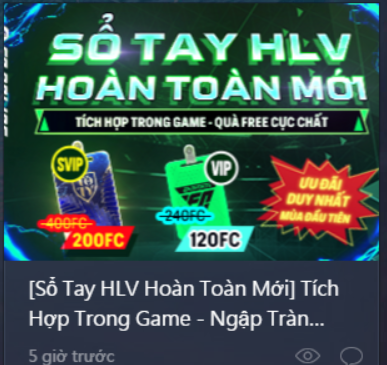 SỔ TAY HLV
HOÀN TOÀN MỚI
TÍCH HỢP TRONG GAME - QUÀ FREE CỰC CHẤT
SVIP
VIP
400FC
200FC
240FC
120FC
ƯU ĐÃI
DUY NHẤT
MÙA ĐẦU TIÊN
[Sổ Tay HLV Hoàn Toàn Mới] Tích
Hợp Trong Game - Ngập Tràn...
5 giờ trước